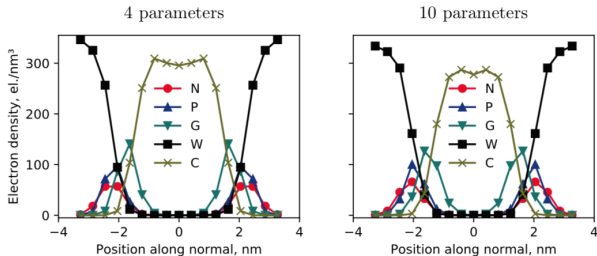 4 parameters
10 parameters
Electron density, el./nm³
300
200
100
0
N
P
G
W
C
N
P
G
W
C
−4
−2
0
2
4
−4
−2
0
2
4
Position along normal, nm
Position along normal, nm